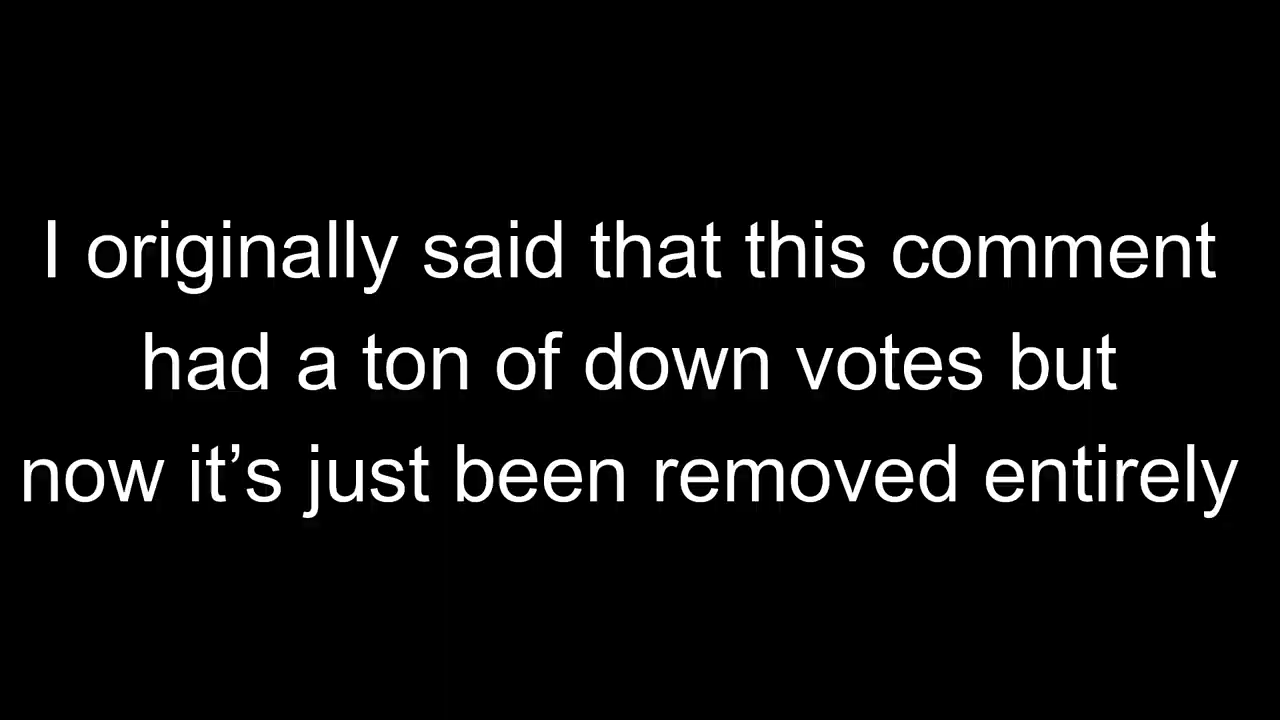 I originally said that this comment
had a ton of down votes but
now it’s just been removed entirely